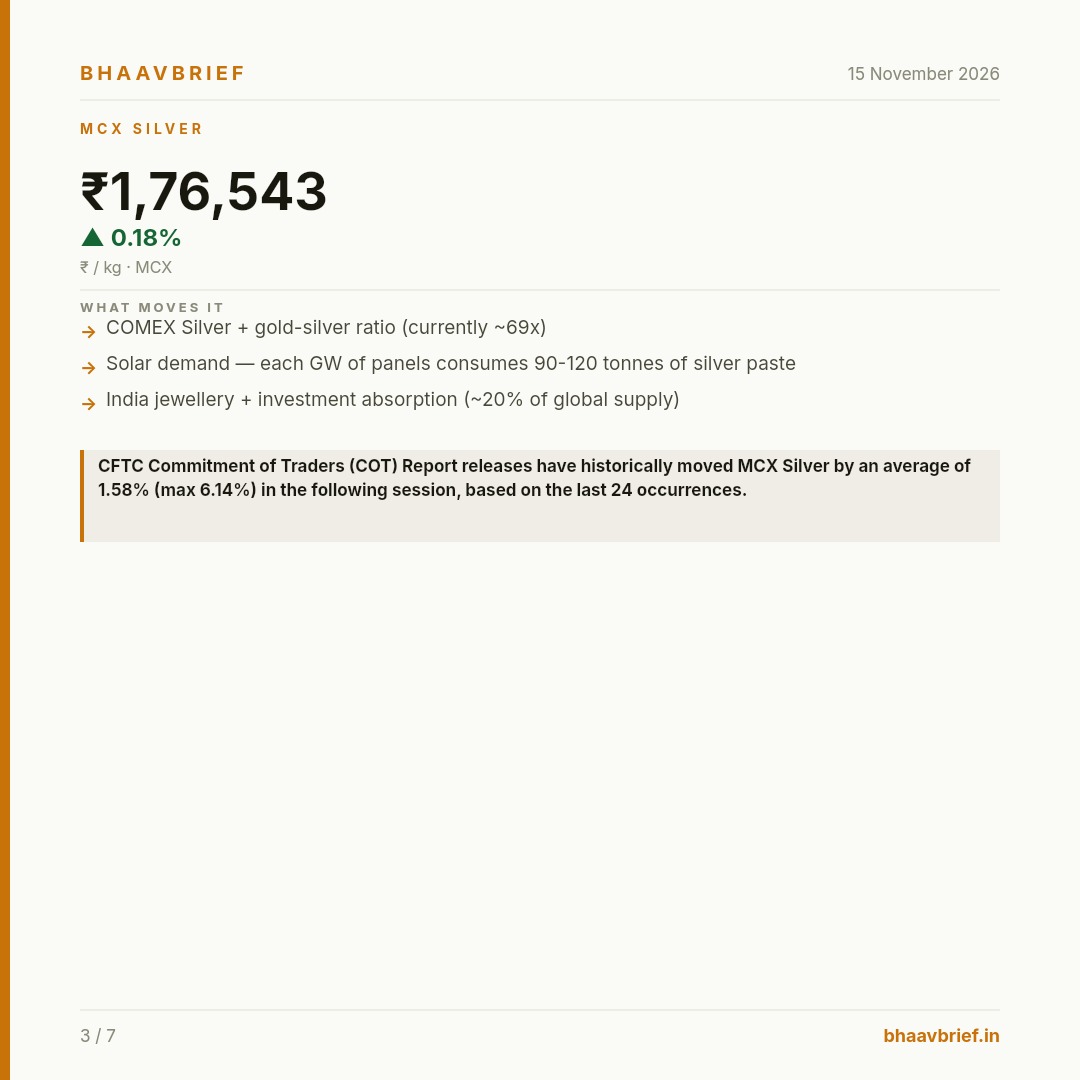 BHAAVBRIEF
15 November 2026
MCX SILVER
₹1,76,543
▲ 0.18%
₹ / kg · MCX
WHAT MOVES IT
→ COMEX Silver + gold-silver ratio (currently ~69x)
→ Solar demand — each GW of panels consumes 90-120 tonnes of silver paste
→ India jewellery + investment absorption (~20% of global supply)
CFTC Commitment of Traders (COT) Report releases have historically moved MCX Silver by an average of
1.58% (max 6.14%) in the following session, based on the last 24 occurrences.
3 / 7
bhaavbrief.in